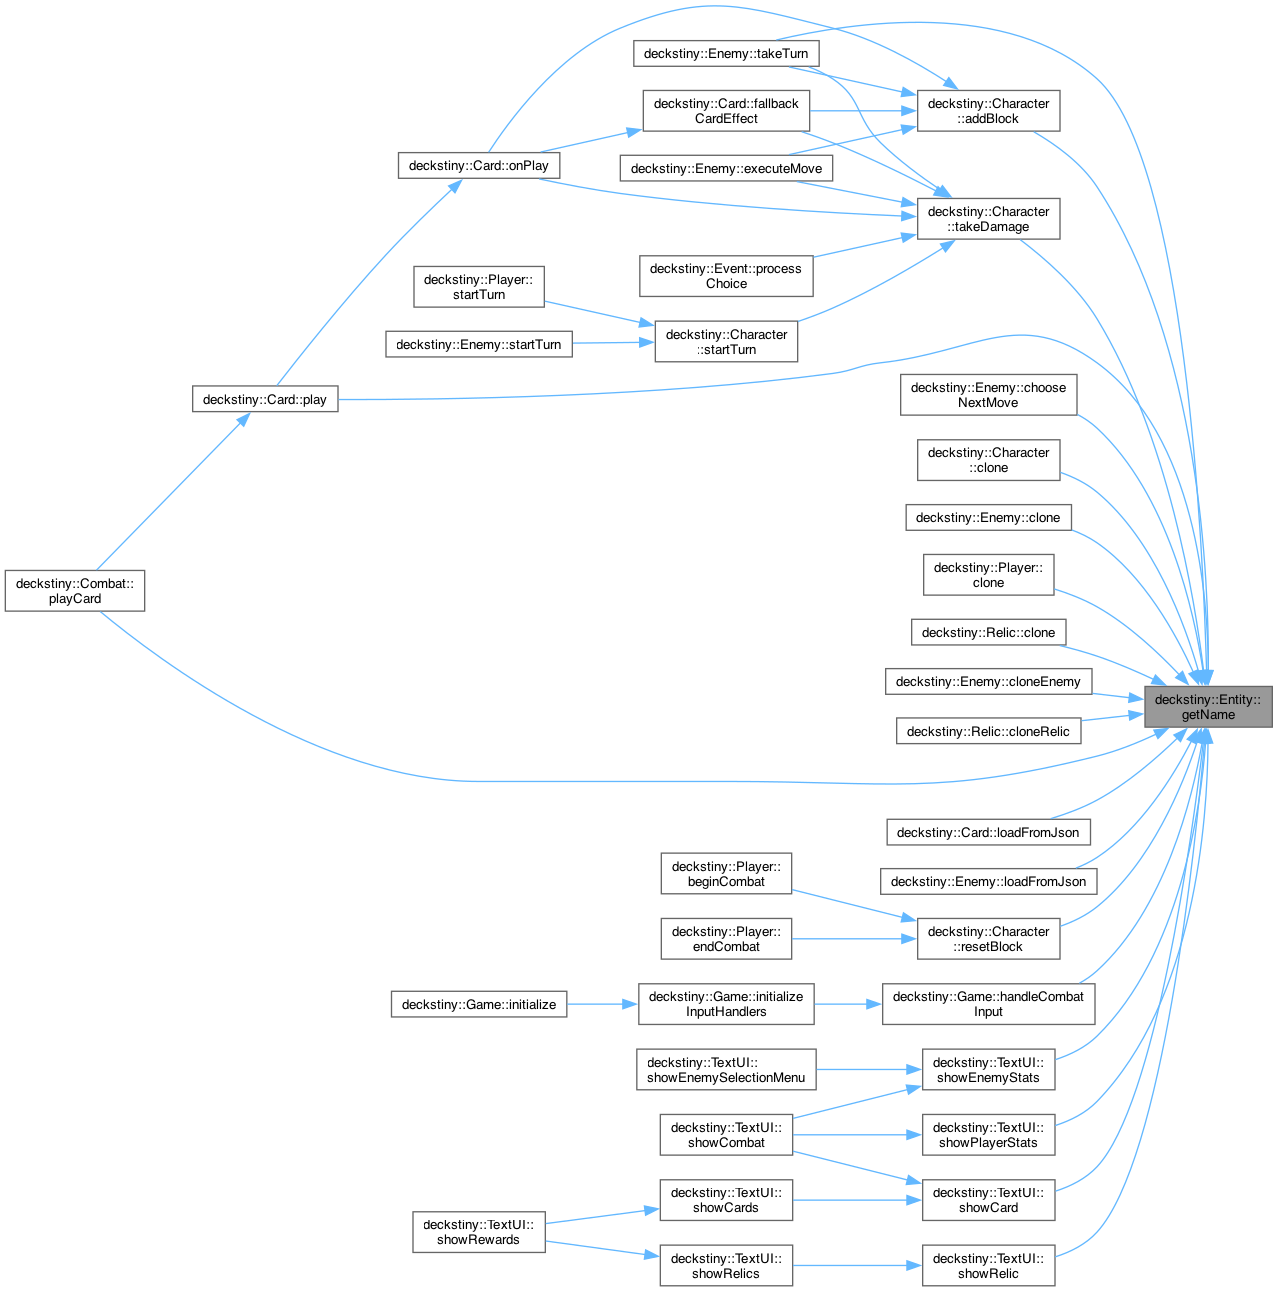 deckstiny::Enemy::takeTurn
deckstiny::Card::fallback
CardEffect
deckstiny::Character
::addBlock
deckstiny::Card::onPlay
deckstiny::Enemy::executeMove
deckstiny::Character
::takeDamage
deckstiny::Event::process
Choice
deckstiny::Player::
startTurn
deckstiny::Enemy::startTurn
deckstiny::Character
::startTurn
deckstiny::Card::play
deckstiny::Enemy::choose
NextMove
deckstiny::Character
::clone
deckstiny::Enemy::clone
deckstiny::Player::
clone
deckstiny::Combat::
playCard
deckstiny::Relic::clone
deckstiny::Enemy::cloneEnemy
deckstiny::Entity::
getName
deckstiny::Relic::cloneRelic
deckstiny::Card::loadFromJson
deckstiny::Player::
beginCombat
deckstiny::Enemy::loadFromJson
deckstiny::Player::
endCombat
deckstiny::Character
::resetBlock
deckstiny::Game::initialize
deckstiny::Game::initialize
InputHandlers
deckstiny::Game::handleCombat
Input
deckstiny::TextUI::
showEnemySelectionMenu
deckstiny::TextUI::
showEnemyStats
deckstiny::TextUI::
showCombat
deckstiny::TextUI::
showPlayerStats
deckstiny::TextUI::
showCards
deckstiny::TextUI::
showCard
deckstiny::TextUI::
showRewards
deckstiny::TextUI::
showRelics
deckstiny::TextUI::
showRelic